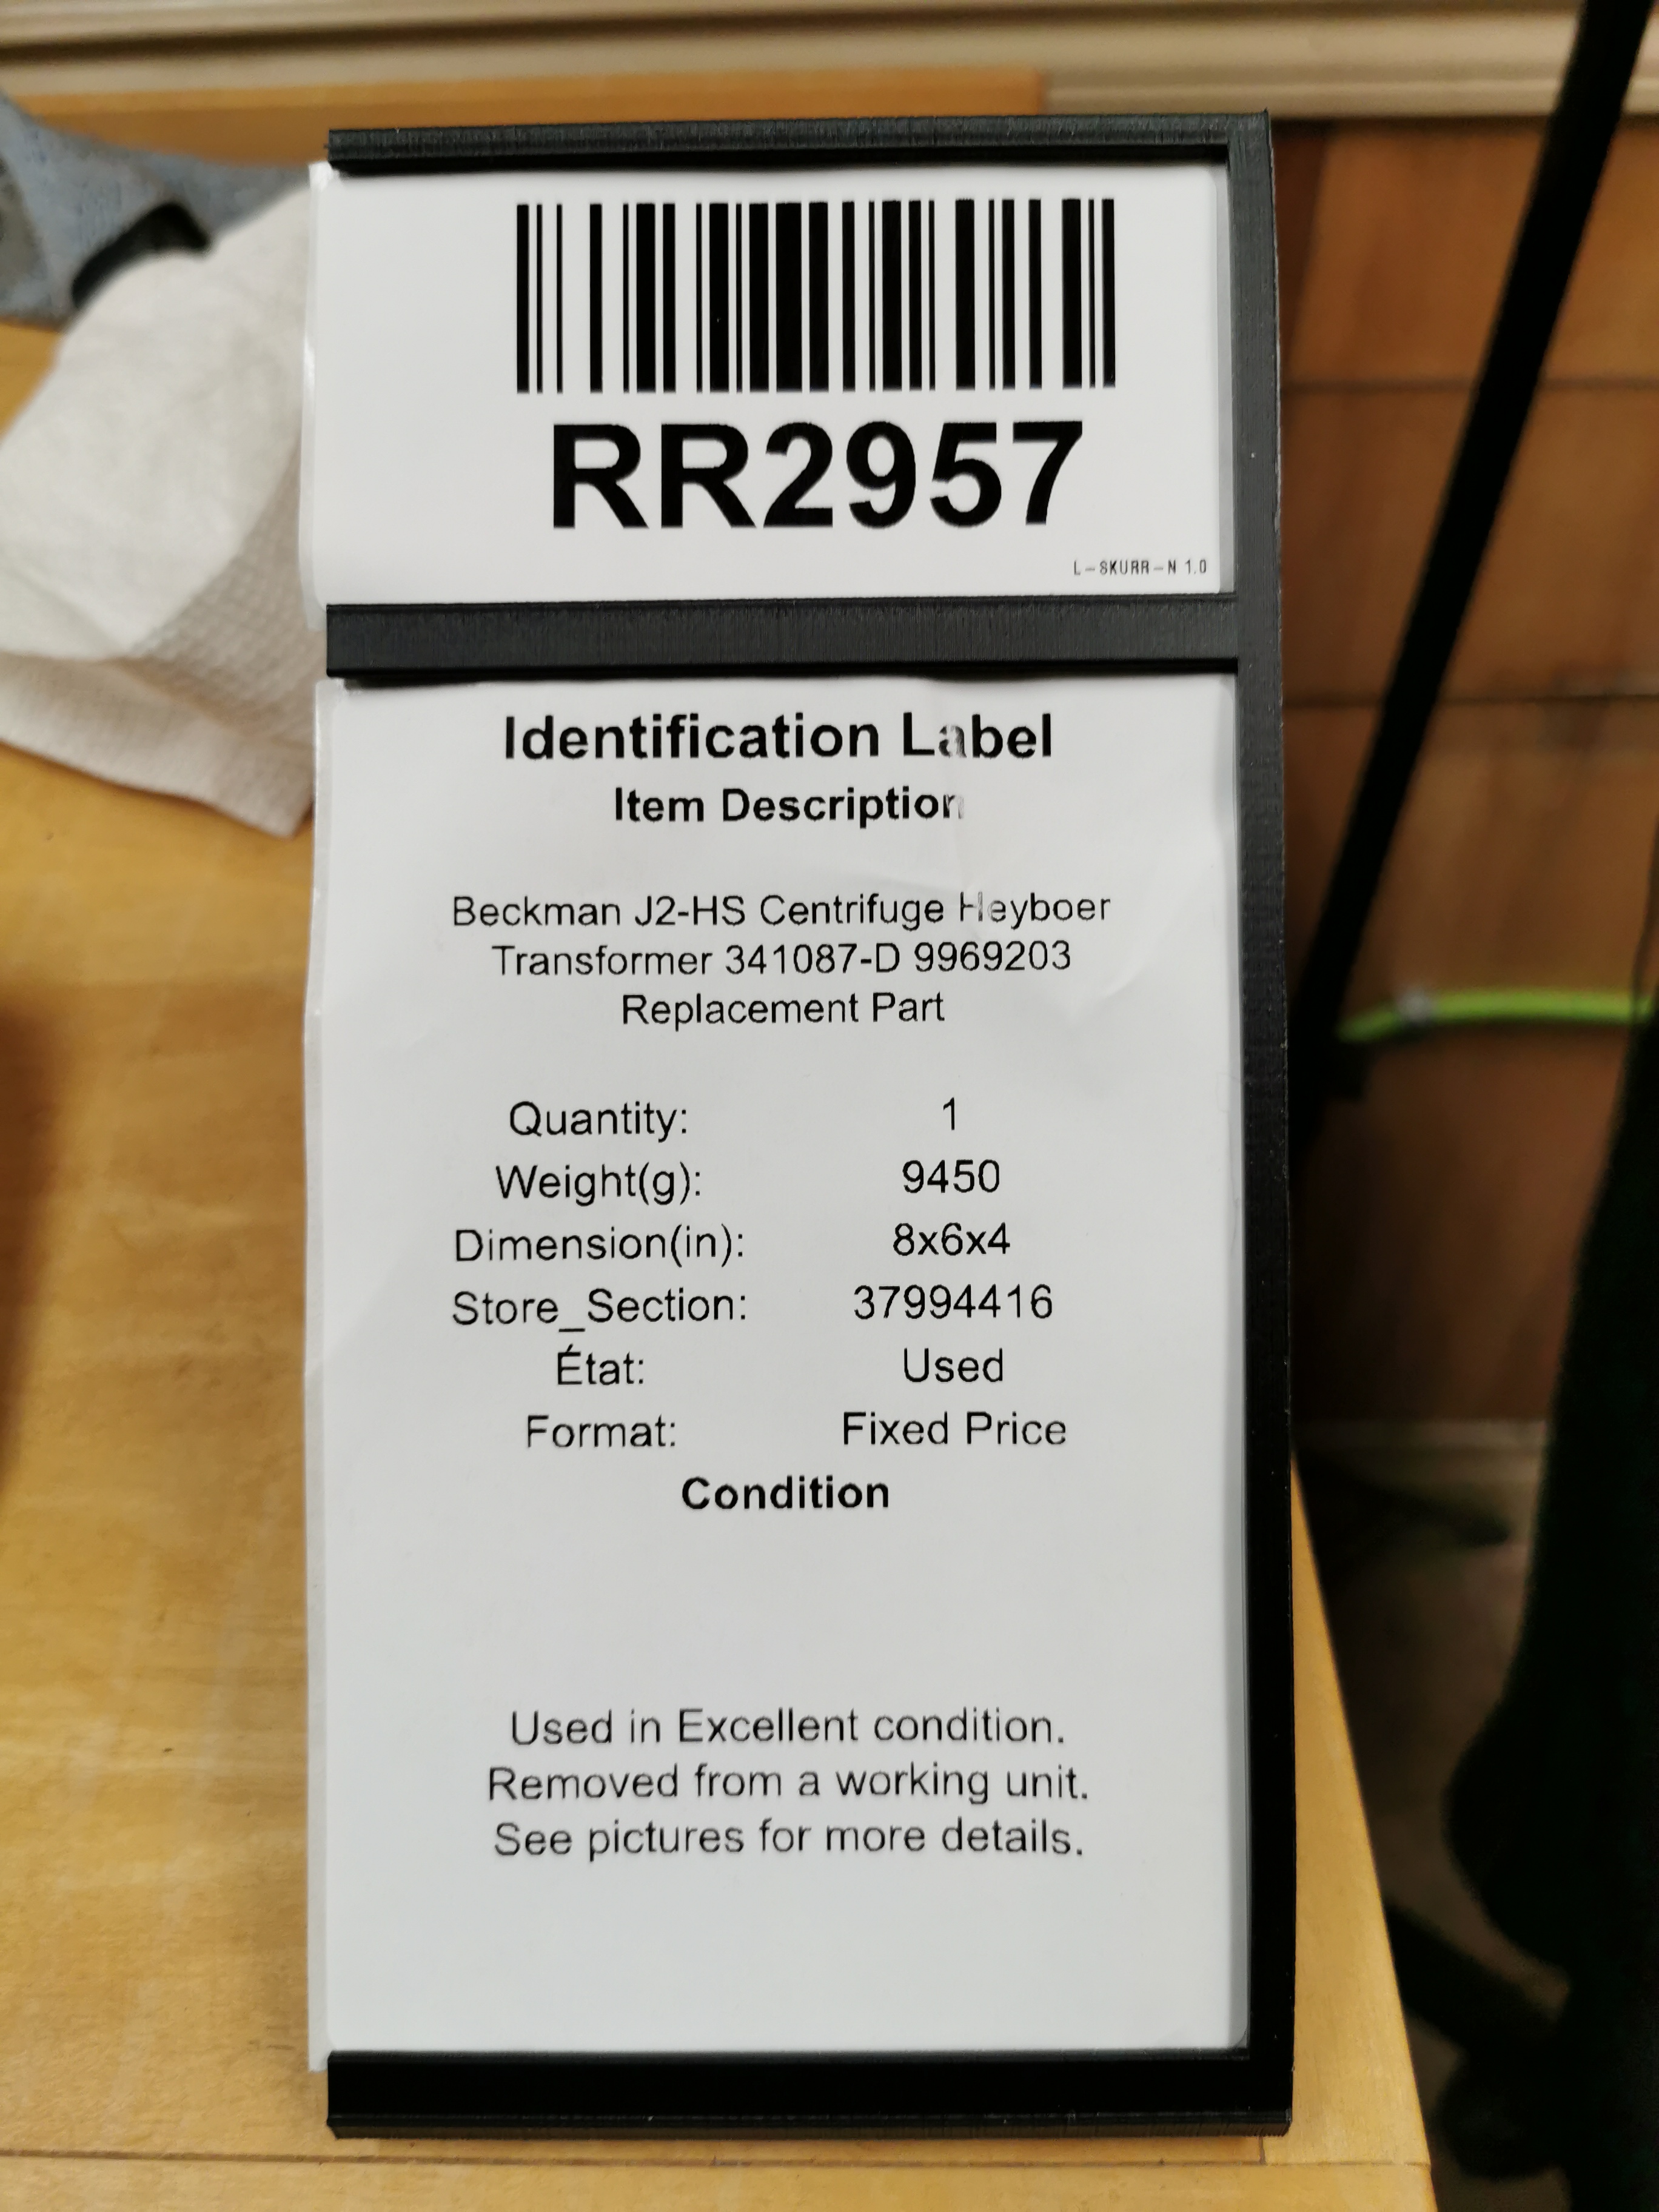 RR2957
L-SKURR-N 1.0
Identification Label
Item Description
Beckman J2-HS Centrifuge Heyboer
Transformer 341087-D 9969203
Replacement Part
Quantity: 1
Weight(g): 9450
Dimension(in): 8x6x4
Store_Section: 37994416
État: Used
Format: Fixed Price
Condition
Used in Excellent condition.
Removed from a working unit.
See pictures for more details.